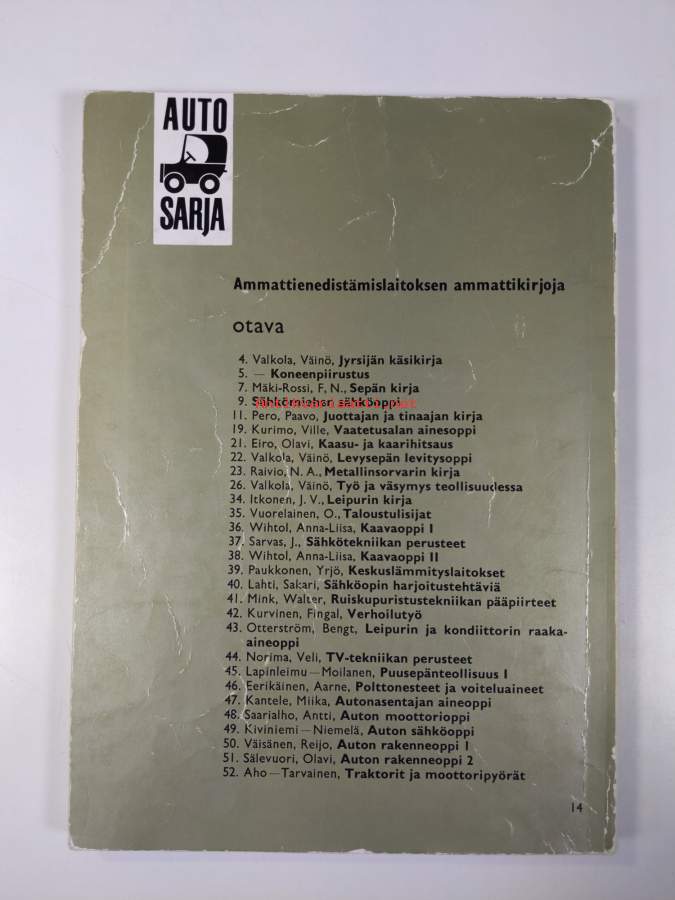 AUTO
SARJA
Ammattienedistämislaitoksen ammattikirjoja
otava
4. Valkola, Väinö, Jyrsijän käsikirja
5. — Koneenpiirustus
7. Mäki-Rossi, F. N., Sepän kirja
9. Sähkömiehen sähköoppi
11. Pero, Paavo, Juottajan ja tinaajan kirja
19. Kurimo, Ville, Vaatetusalan ainesoppi
21. Eiro, Olavi, Kaasu- ja kaarihitsaus
22. Valkola, Väinö, Levysepän levitysoppi
23. Raivio, N. A., Metallinsorvarin kirja
26. Valkola, Väinö, Työ ja väsymys teollisuudessa
34. Itkonen, J. V., Leipurin kirja
35. Vuorelainen, O., Taloustulisijat
36. Wihtol, Anna-Liisa, Kaavaoppi I
37. Sarvas, J., Sähkötekniikan perusteet
38. Wihtol, Anna-Liisa, Kaavaoppi II
39. Paukkonen, Yrjö, Keskuslämmityslaitokset
40. Lahti, Sakari, Sähköopin harjoitustehtäviä
41. Mink, Walter, Ruiskupuristustekniikan pääpiirteet
42. Kurvinen, Fingal, Verhoilutyö
43. Otterström, Bengt, Leipurin ja kondiittorin raaka-
aineoppi
44. Norima, Veli, TV-tekniikan perusteet
45. Lapinleimu — Moilanen, Puusepänteollisuus I
46. Eerikäinen, Aarne, Polttonesteet ja voiteluaineet
47. Kantele, Miika, Autonasentajan aineoppi
48. Saarialho, Antti, Auton moottorioppi
49. Kiviniemi — Niemelä, Auton sähköoppi
50. Väisänen, Reijo, Auton rakenneoppi 1
51. Sälevuori, Olavi, Auton rakenneoppi 2
52. Aho — Tarvainen, Traktorit ja moottoripyörät
14